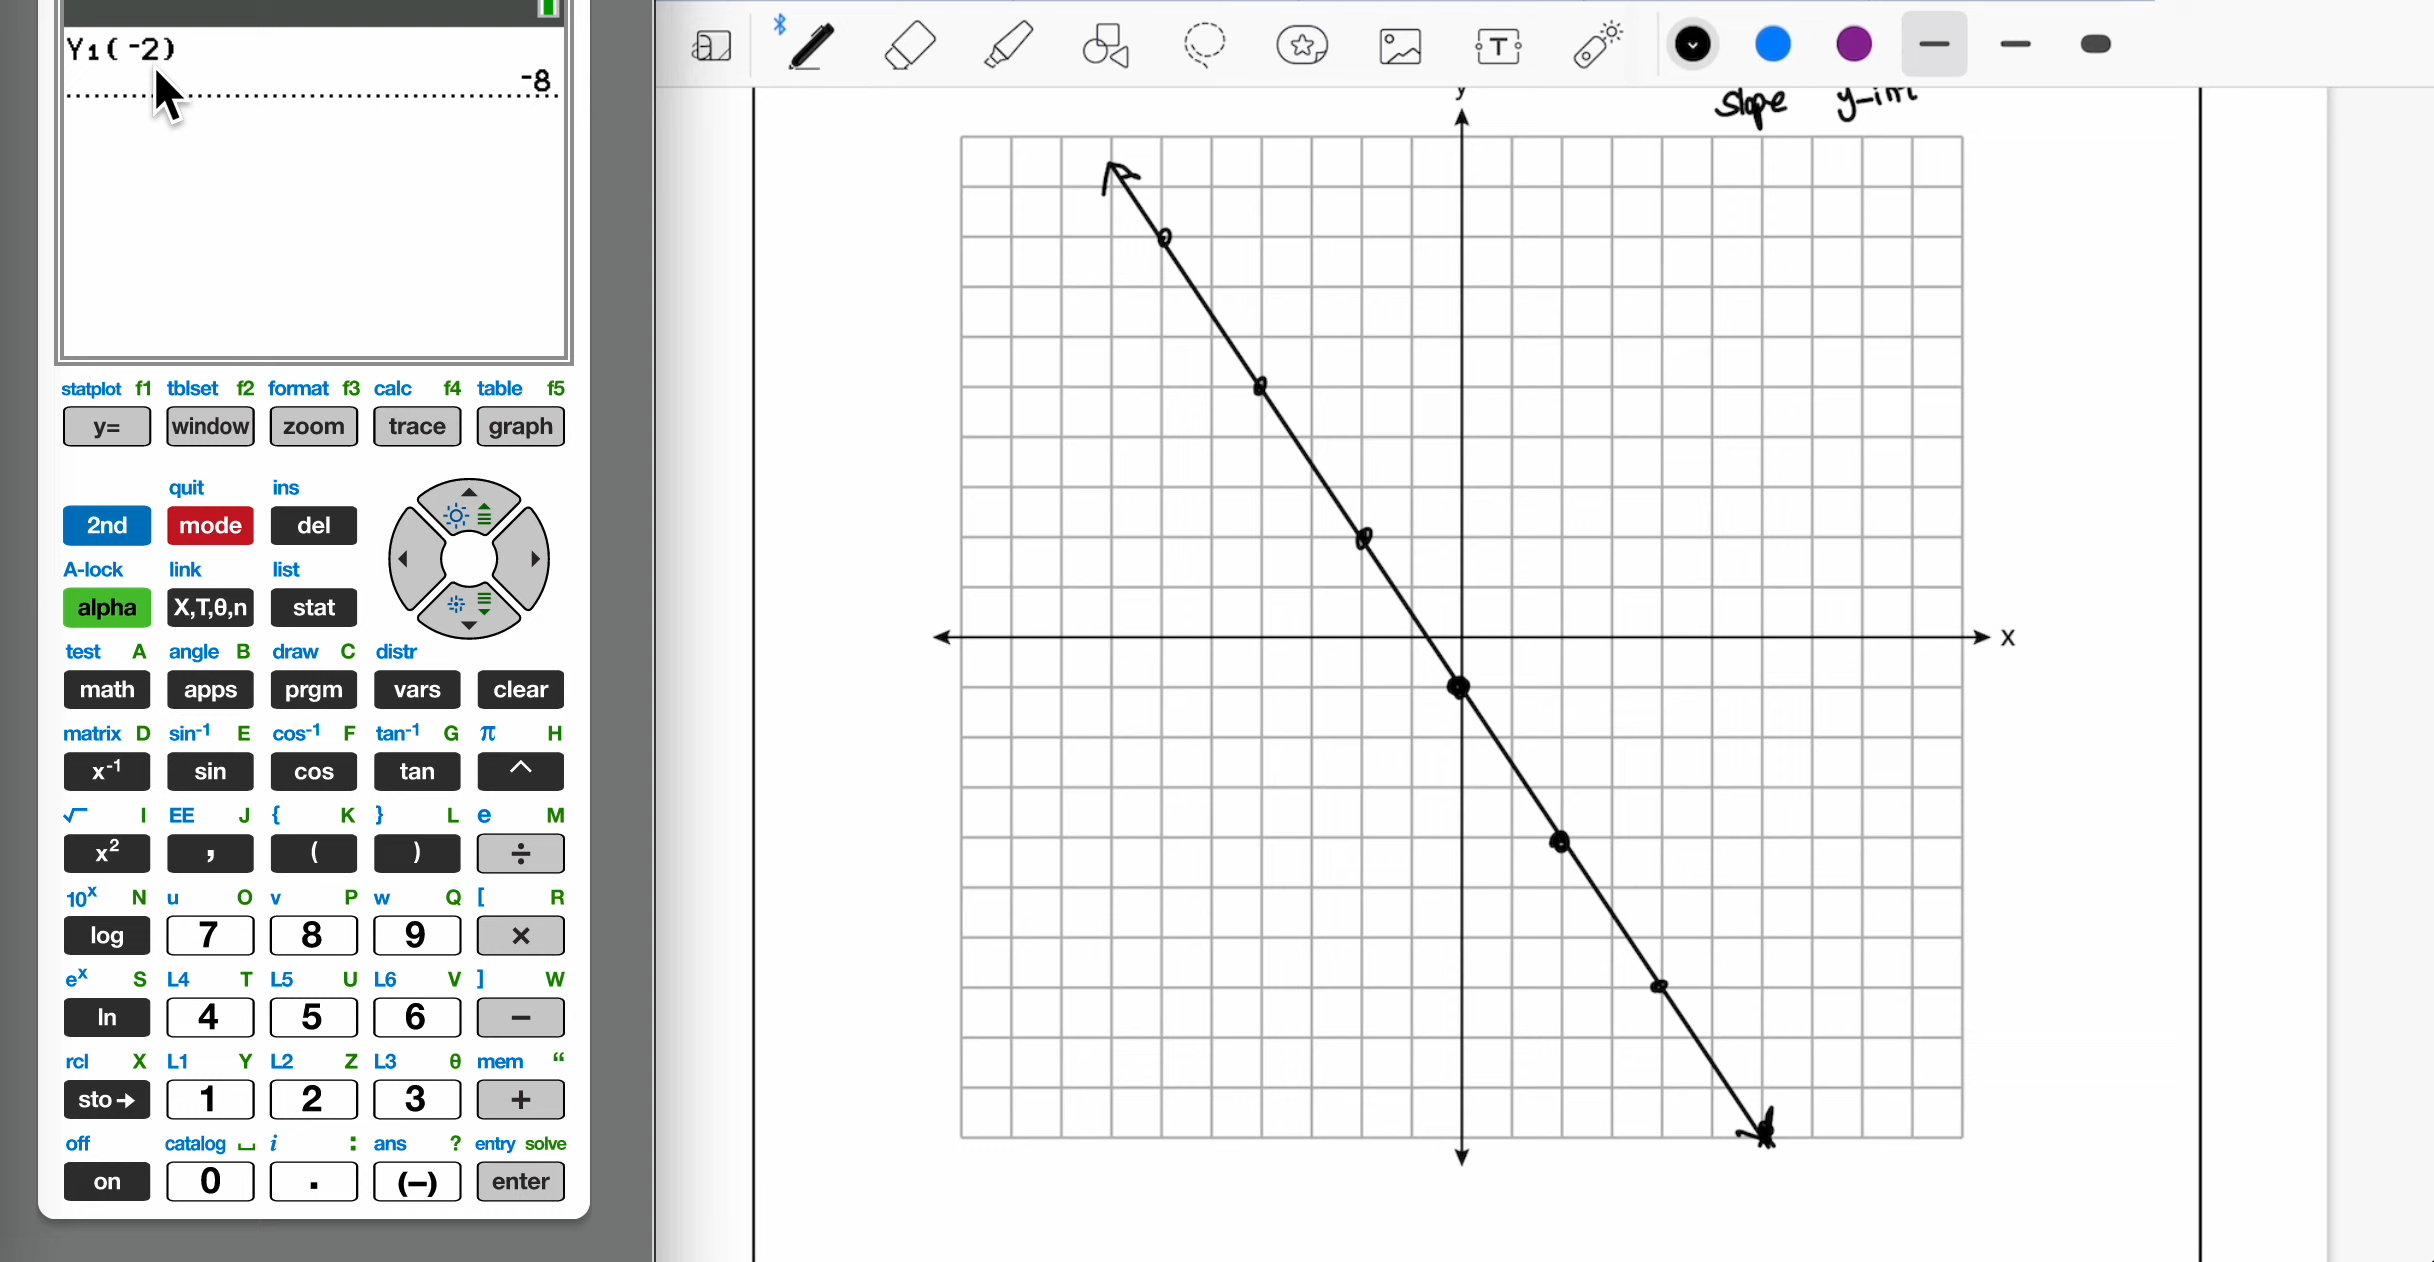 Y₁(-2)
-8
statplot f1 tblset f2 format f3 calc f4 table f5
y= window zoom trace graph
quit ins
2nd mode del
A-lock link list
alpha X,T,θ,n stat
test A angle B draw C distr
math apps prgm vars clear
matrix D sin⁻¹ E cos⁻¹ F tan⁻¹ G π H
x⁻¹ sin cos tan ^
√ I EE J { K } L e M
x² , ( ) ÷
10ˣ N u O v P w Q [ R
log 7 8 9 ×
eˣ S L4 T L5 U L6 V ] W
ln 4 5 6 −
rcl X L1 Y L2 Z L3 θ mem “
sto→ 1 2 3 +
off catalog ⎵ i : ans ? entry solve
on 0 . (−) enter
T
slope y-int
y
x